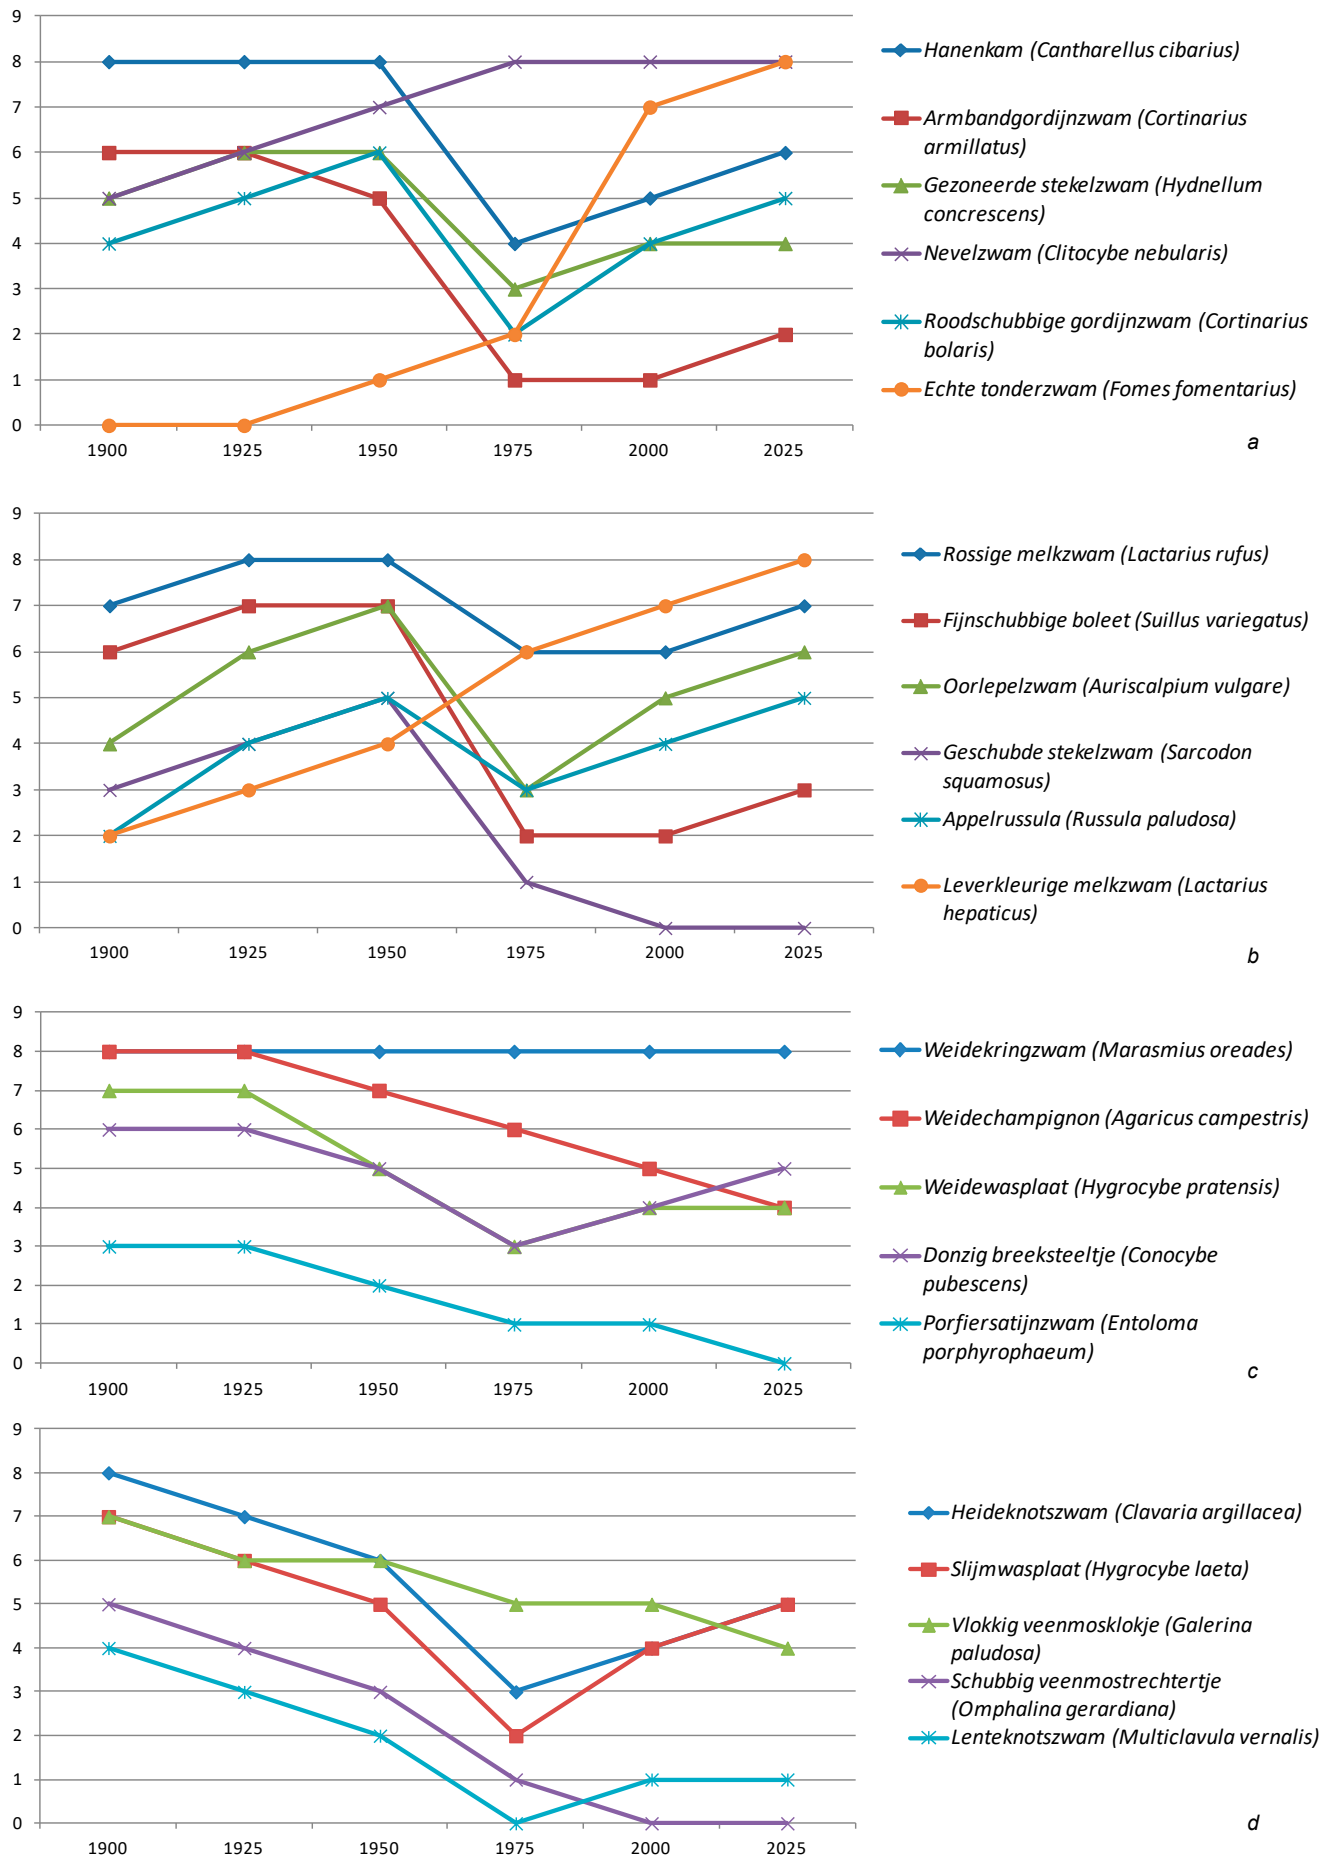 9
8
7
6
5
4
3
2
1
0
1900 1925 1950 1975 2000 2025
Hanenkam (Cantharellus cibarius)
Armbandgordijnzwam (Cortinarius
armillatus)
Gezoneerde stekelzwam (Hydnellum
concrescens)
Nevelzwam (Clitocybe nebularis)
Roodschubbige gordijnzwam (Cortinarius
bolaris)
Echte tonderzwam (Fomes fomentarius)
a
9
8
7
6
5
4
3
2
1
0
1900 1925 1950 1975 2000 2025
Rossige melkzwam (Lactarius rufus)
Fijnschubbige boleet (Suillus variegatus)
Oorlepelzwam (Auriscalpium vulgare)
Geschubde stekelzwam (Sarcodon
squamosus)
Appelrussula (Russula paludosa)
Leverkleurige melkzwam (Lactarius
hepaticus)
b
9
8
7
6
5
4
3
2
1
0
1900 1925 1950 1975 2000 2025
Weidekringzwam (Marasmius oreades)
Weidechampignon (Agaricus campestris)
Weidewasplaat (Hygrocybe pratensis)
Donzig breeksteeltje (Conocybe
pubescens)
Porfiersatijnzwam (Entoloma
porphyrophaeum)
c
9
8
7
6
5
4
3
2
1
0
1900 1925 1950 1975 2000 2025
Heideknotszwam (Clavaria argillacea)
Slijmwasplaat (Hygrocybe laeta)
Vlokkig veenmosklokje (Galerina
paludosa)
Schubbig veenmostrechtertje
(Omphalina gerardiana)
Lenteknotszwam (Multiclavula vernalis)
d